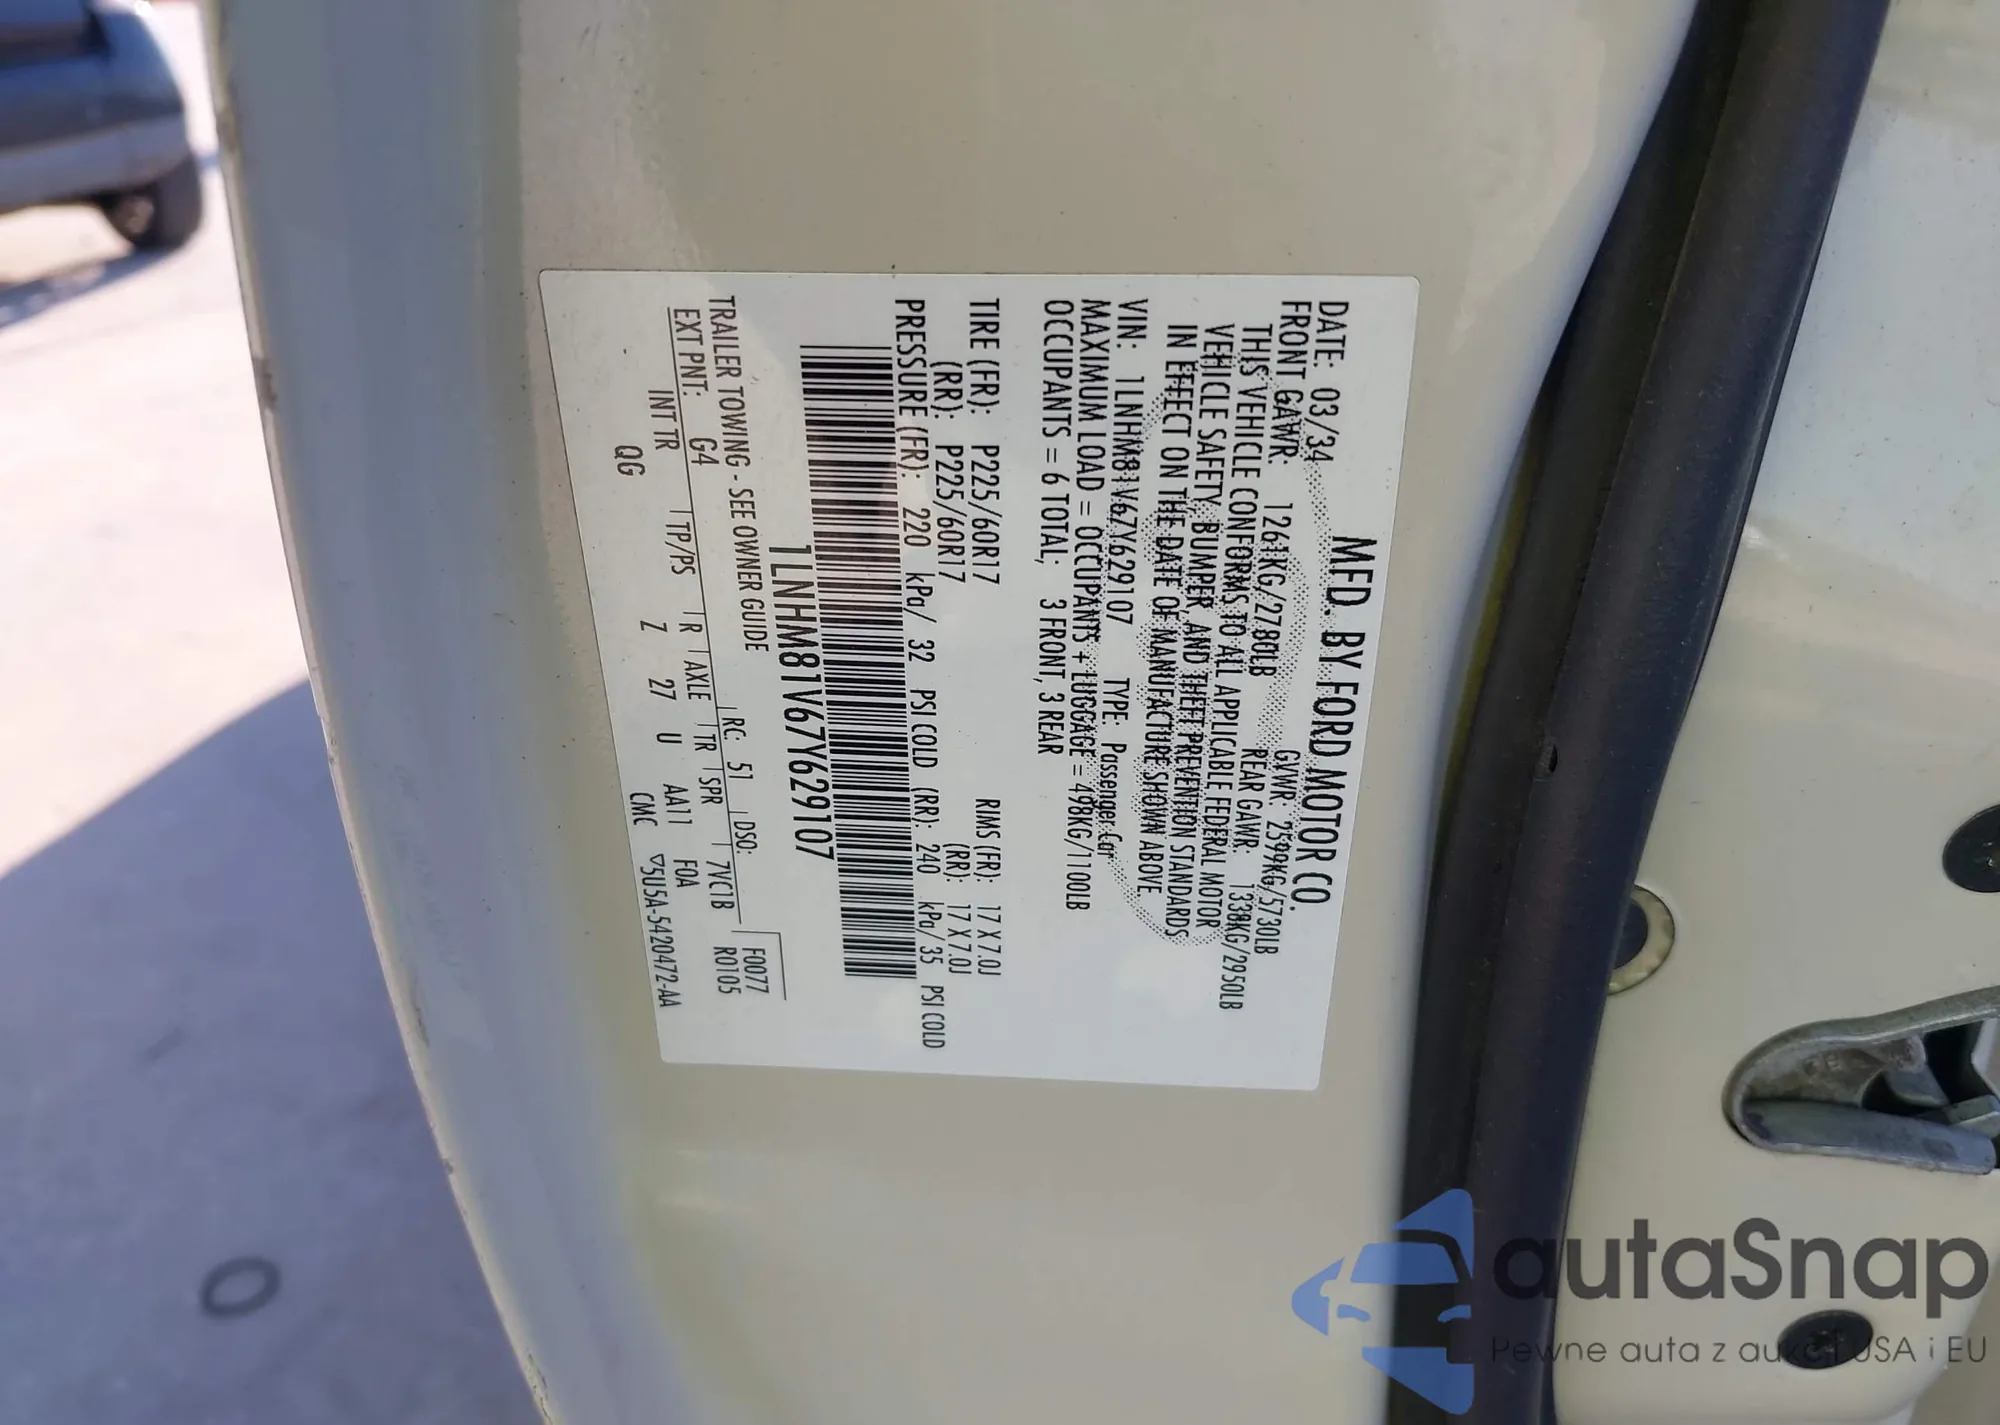 MFD. BY FORD MOTOR CO.
DATE: 03/34 GVWR: 2599KG/5730LB
FRONT GAWR: 1261KG/2780LB REAR GAWR: 1338KG/2950LB
THIS VEHICLE CONFORMS TO ALL APPLICABLE FEDERAL MOTOR
VEHICLE SAFETY, BUMPER, AND THEFT PREVENTION STANDARDS
IN EFFECT ON THE DATE OF MANUFACTURE SHOWN ABOVE.
VIN: 1LNHM81V67Y629107 TYPE: Passenger Car
MAXIMUM LOAD = OCCUPANTS + LUGGAGE = 498KG/1100LB
OCCUPANTS = 6 TOTAL; 3 FRONT, 3 REAR
TIRE (FR): P225/60R17 RIMS (FR): 17 X 7.0J
(RR): P225/60R17 (RR): 17 X 7.0J
PRESSURE (FR): 220 kPa/ 32 PSI COLD (RR): 240 kPa/ 35 PSI COLD
1LNHM81V67Y629107
TRAILER TOWING - SEE OWNER GUIDE
F0077
EXT PNT: G4 RC: 51 DSO: R0105
INT TR TP/PS R AXLE TR SPR 7VC1B
QG Z 27 U AA11 F0A
CMC ▽5U5A-5420472-AA
autaSnap
Pewne auta z aukcji USA i EU